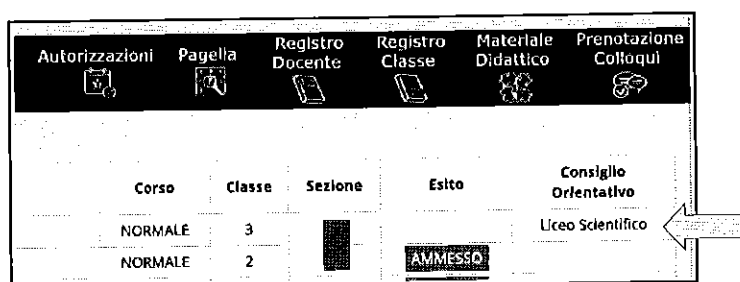 Autorizzazioni Pagella Registro Docente Registro Classe Materiale Didattico Prenotazione Colloqui
Corso Classe Sezione Esito Consiglio Orientativo
NORMALE 3 Liceo Scientifico
NORMALE 2 AMMESSO